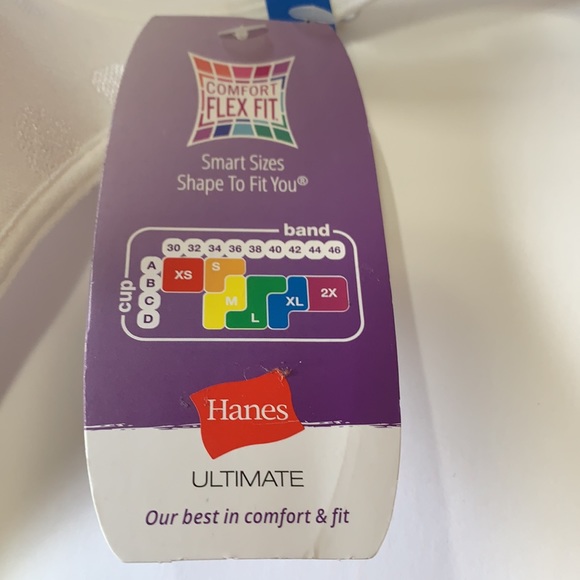 COMFORT
FLEX FIT
Smart Sizes
Shape To Fit You®
band
30 32 34 36 38 40 42 44 46
cup
A
B
C
D
XS
S
M
L
XL
2X
Hanes
ULTIMATE
Our best in comfort & fit